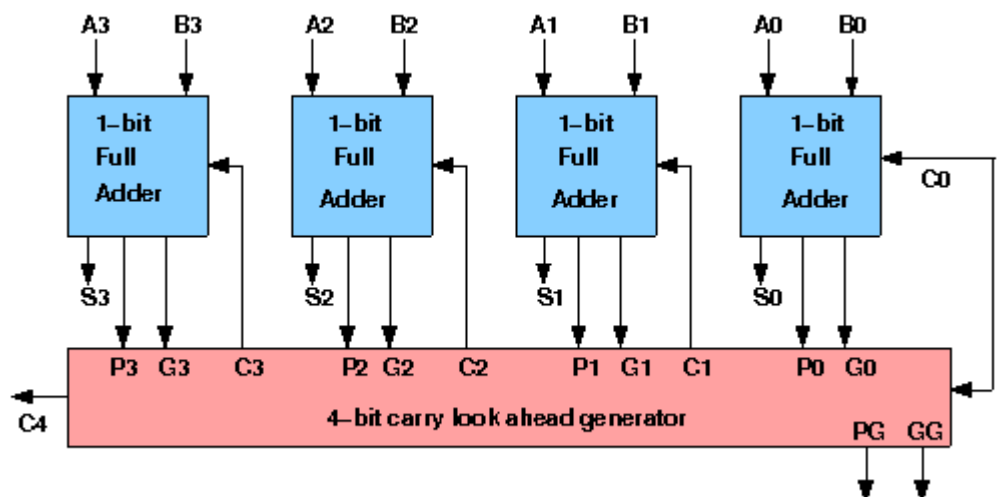 A3 B3 A2 B2 A1 B1 A0 B0
1-bit Full Adder
1-bit Full Adder
1-bit Full Adder
1-bit Full Adder
C0
S3 S2 S1 S0
P3 G3 C3 P2 G2 C2 P1 G1 C1 P0 G0
C4
4-bit carry look ahead generator
PG GG